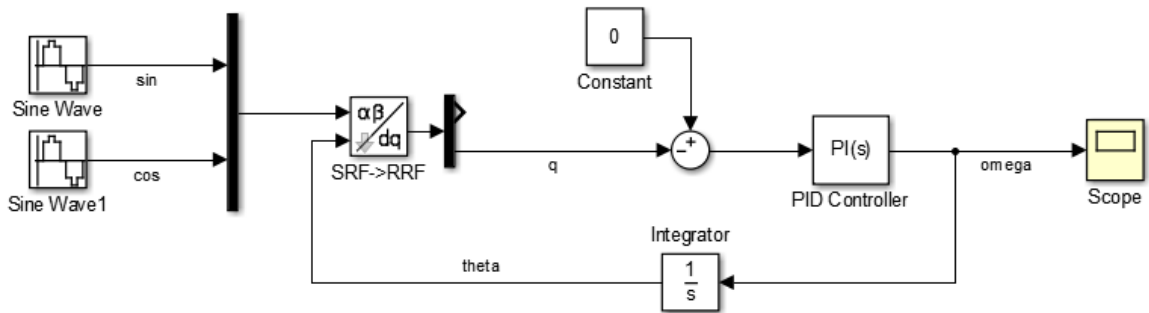 sin
Sine Wave
cos
Sine Wave1
αβ
dq
SRF->RRF
q
0
Constant
−
+
PI(s)
PID Controller
omega
Scope
Integrator
1
s
theta